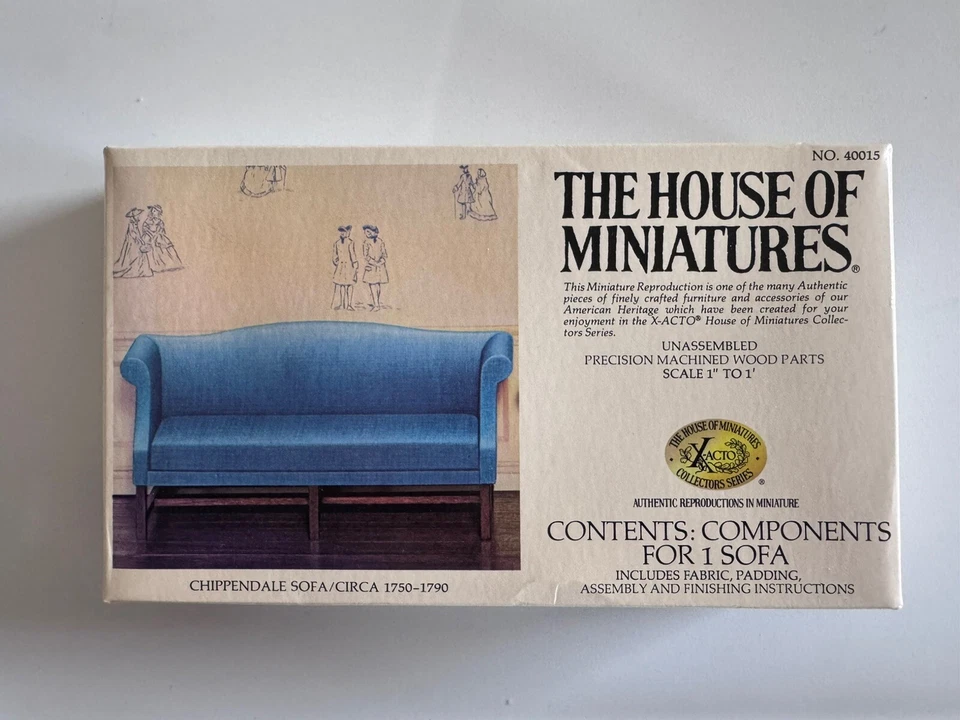 NO. 40015
THE HOUSE OF
MINIATURES®
This Miniature Reproduction is one of the many Authentic
pieces of finely crafted furniture and accessories of our
American Heritage which have been created for your
enjoyment in the X-ACTO® House of Miniatures Collec-
tors Series.
UNASSEMBLED
PRECISION MACHINED WOOD PARTS
SCALE 1" TO 1'
THE HOUSE OF MINIATURES
X-ACTO
COLLECTORS SERIES ®
AUTHENTIC REPRODUCTIONS IN MINIATURE
CONTENTS: COMPONENTS
FOR 1 SOFA
INCLUDES FABRIC, PADDING,
ASSEMBLY AND FINISHING INSTRUCTIONS
CHIPPENDALE SOFA/CIRCA 1750–1790